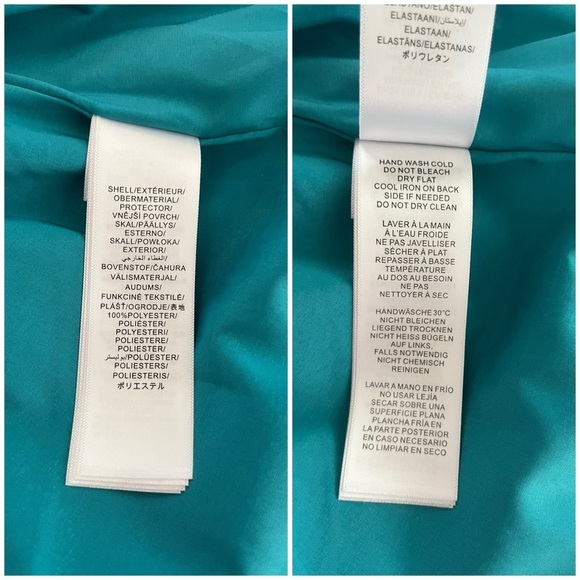 SHELL/EXTÉRIEUR/
OBERMATERIAL/
PROTECTOR/
VNĚJŠÍ POVRCH/
SKAL/PÄÄLLYS/
ESTERNO/
SKALL/POWŁOKA/
EXTERIOR/
الغطاء الخارجي/
BOVENSTOF/ČAHURA
VÄLISMATERJAL/
AUDUMS/
FUNKCINĖ TEKSTILĖ/
PLÁŠŤ/OGRODJE/表地
100%POLYESTER/
POLIÉSTER/
POLYESTERI/
POLIESTERE/
POLIESTER/
بوليستر/POLÜESTER/
POLIESTERS/
POLIESTERIS/
ポリエステル
ELASTAANI/إيلاستان/
ELASTAAN/
ELASTĀNS/ELASTANAS/
ポリウレタン
HAND WASH COLD
DO NOT BLEACH
DRY FLAT
COOL IRON ON BACK
SIDE IF NEEDED
DO NOT DRY CLEAN
LAVER À LA MAIN
À L'EAU FROIDE
NE PAS JAVELLISER
SÉCHER À PLAT
REPASSER À BASSE
TEMPÉRATURE
AU DOS AU BESOIN
NE PAS
NETTOYER À SEC
HANDWÄSCHE 30°C
NICHT BLEICHEN
LIEGEND TROCKNEN
NICHT HEISS BÜGELN
AUF LINKS,
FALLS NOTWENDIG
NICHT CHEMISCH
REINIGEN
LAVAR A MANO EN FRÍO
NO USAR LEJÍA
SECAR SOBRE UNA
SUPERFICIE PLANA
PLANCHA FRÍA EN
LA PARTE POSTERIOR
EN CASO NECESARIO
NO LIMPIAR EN SECO